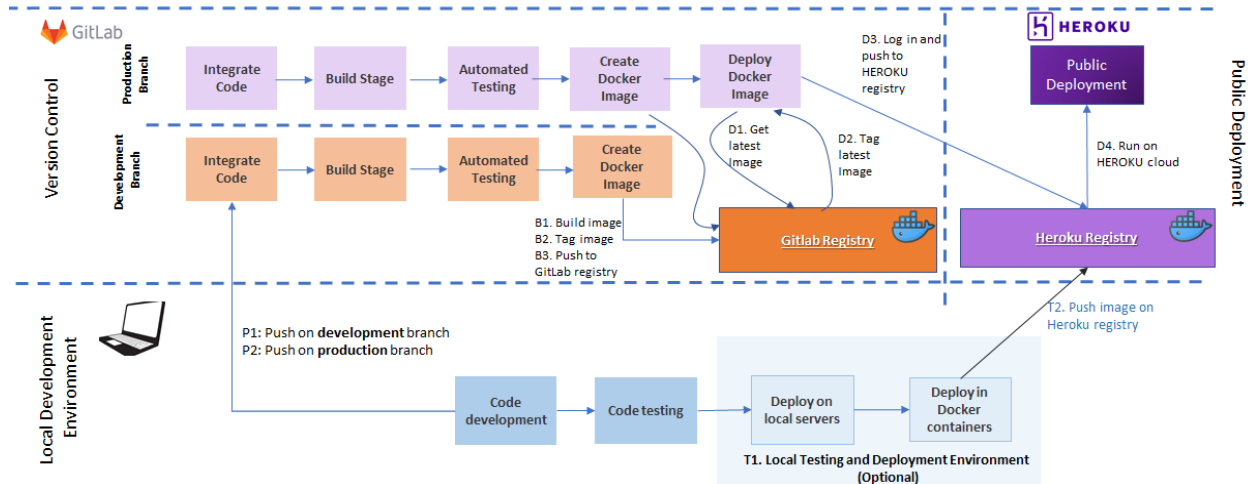 GitLab
HEROKU
Version Control
Production
Branch
Integrate
Code
Build Stage
Automated
Testing
Create
Docker
Image
Deploy
Docker
Image
D3. Log in and
push to
HEROKU
registry
Public
Deployment
Public Deployment
D1. Get
latest
Image
D2. Tag
latest
Image
D4. Run on
HEROKU cloud
Development
Branch
Integrate
Code
Build Stage
Automated
Testing
Create
Docker
Image
B1. Build image
B2. Tag image
B3. Push to
GitLab registry
Gitlab Registry
Heroku Registry
Local Development
Environment
P1: Push on development branch
P2: Push on production branch
T2. Push image on
Heroku registry
Code
development
Code testing
Deploy on
local servers
Deploy in
Docker
containers
T1. Local Testing and Deployment Environment
(Optional)